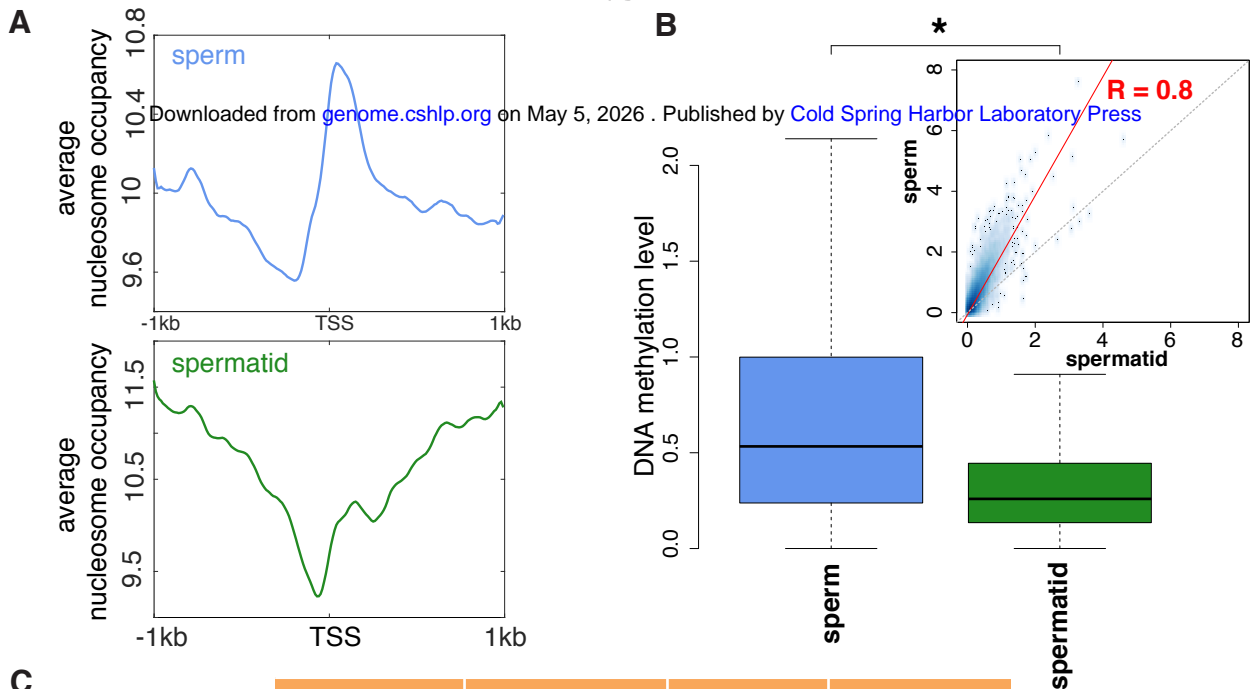 A
sperm
average
nucleosome occupancy
10.8
10.4
10
9.6
-1kb
TSS
1kb
spermatid
average
nucleosome occupancy
11.5
10.5
9.5
-1kb
TSS
1kb
B
*
Downloaded from genome.cshlp.org on May 5, 2026 . Published by Cold Spring Harbor Laboratory Press
DNA methylation level
2.0
1.5
1.0
0.5
0.0
sperm
spermatid
R = 0.8
sperm
8
6
4
2
0
0
2
4
6
8
spermatid
C